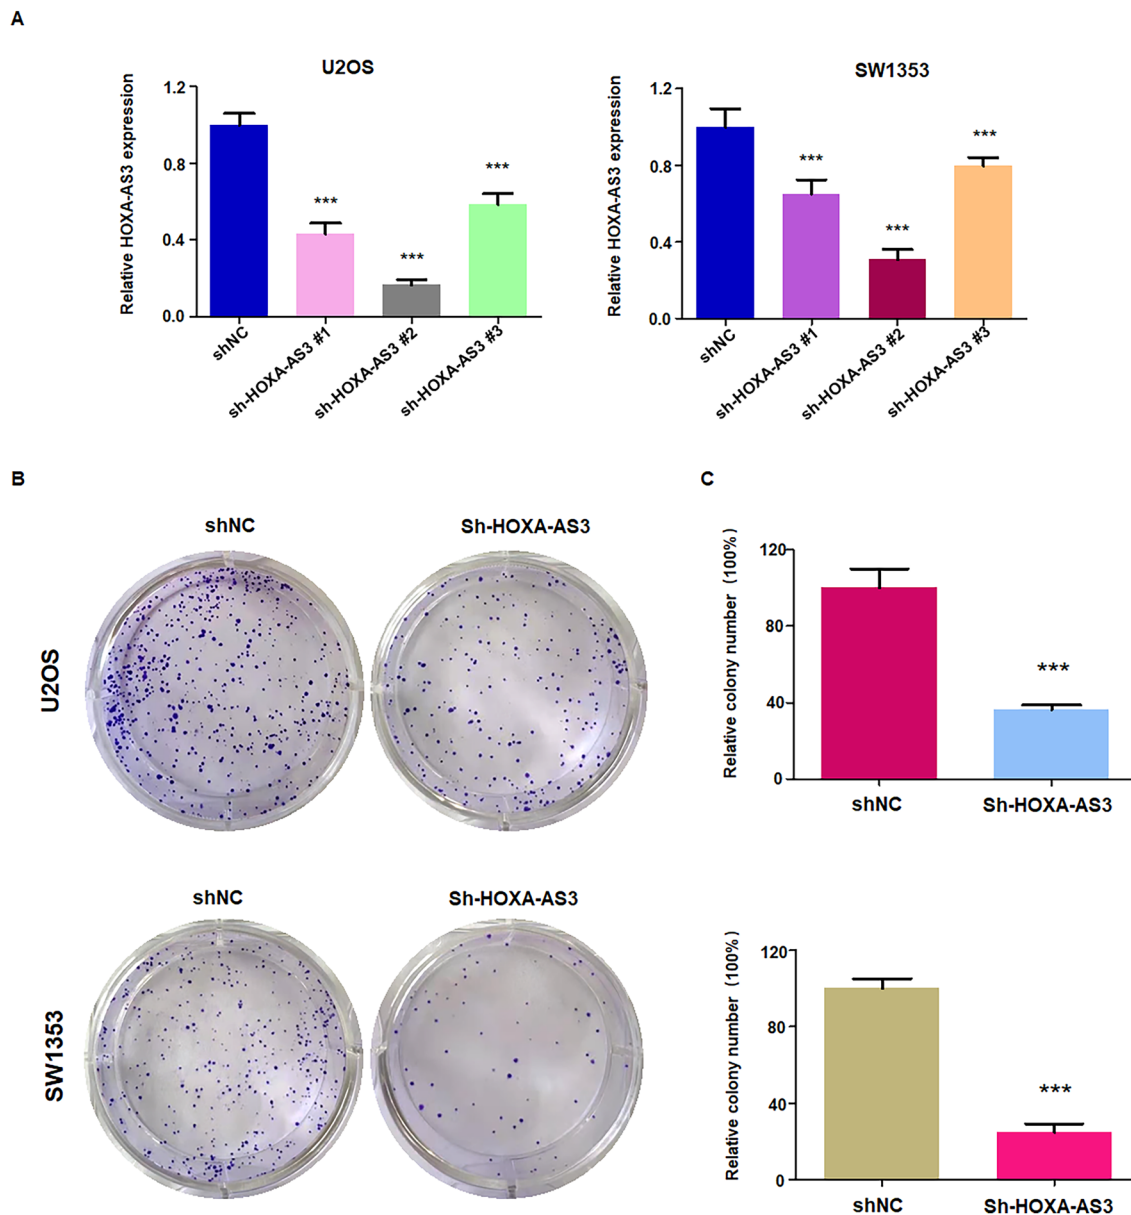 A
U2OS
Relative HOXA-AS3 expression
1.2
0.8
0.4
0.0
***
***
***
shNC
sh-HOXA-AS3 #1
sh-HOXA-AS3 #2
sh-HOXA-AS3 #3
SW1353
Relative HOXA-AS3 expression
1.2
0.8
0.4
0.0
***
***
***
shNC
sh-HOXA-AS3 #1
sh-HOXA-AS3 #2
sh-HOXA-AS3 #3
B
shNC
Sh-HOXA-AS3
U2OS
shNC
Sh-HOXA-AS3
SW1353
C
Relative colony number (100%)
120
80
40
0
***
shNC
Sh-HOXA-AS3
Relative colony number (100%)
120
80
40
0
***
shNC
Sh-HOXA-AS3